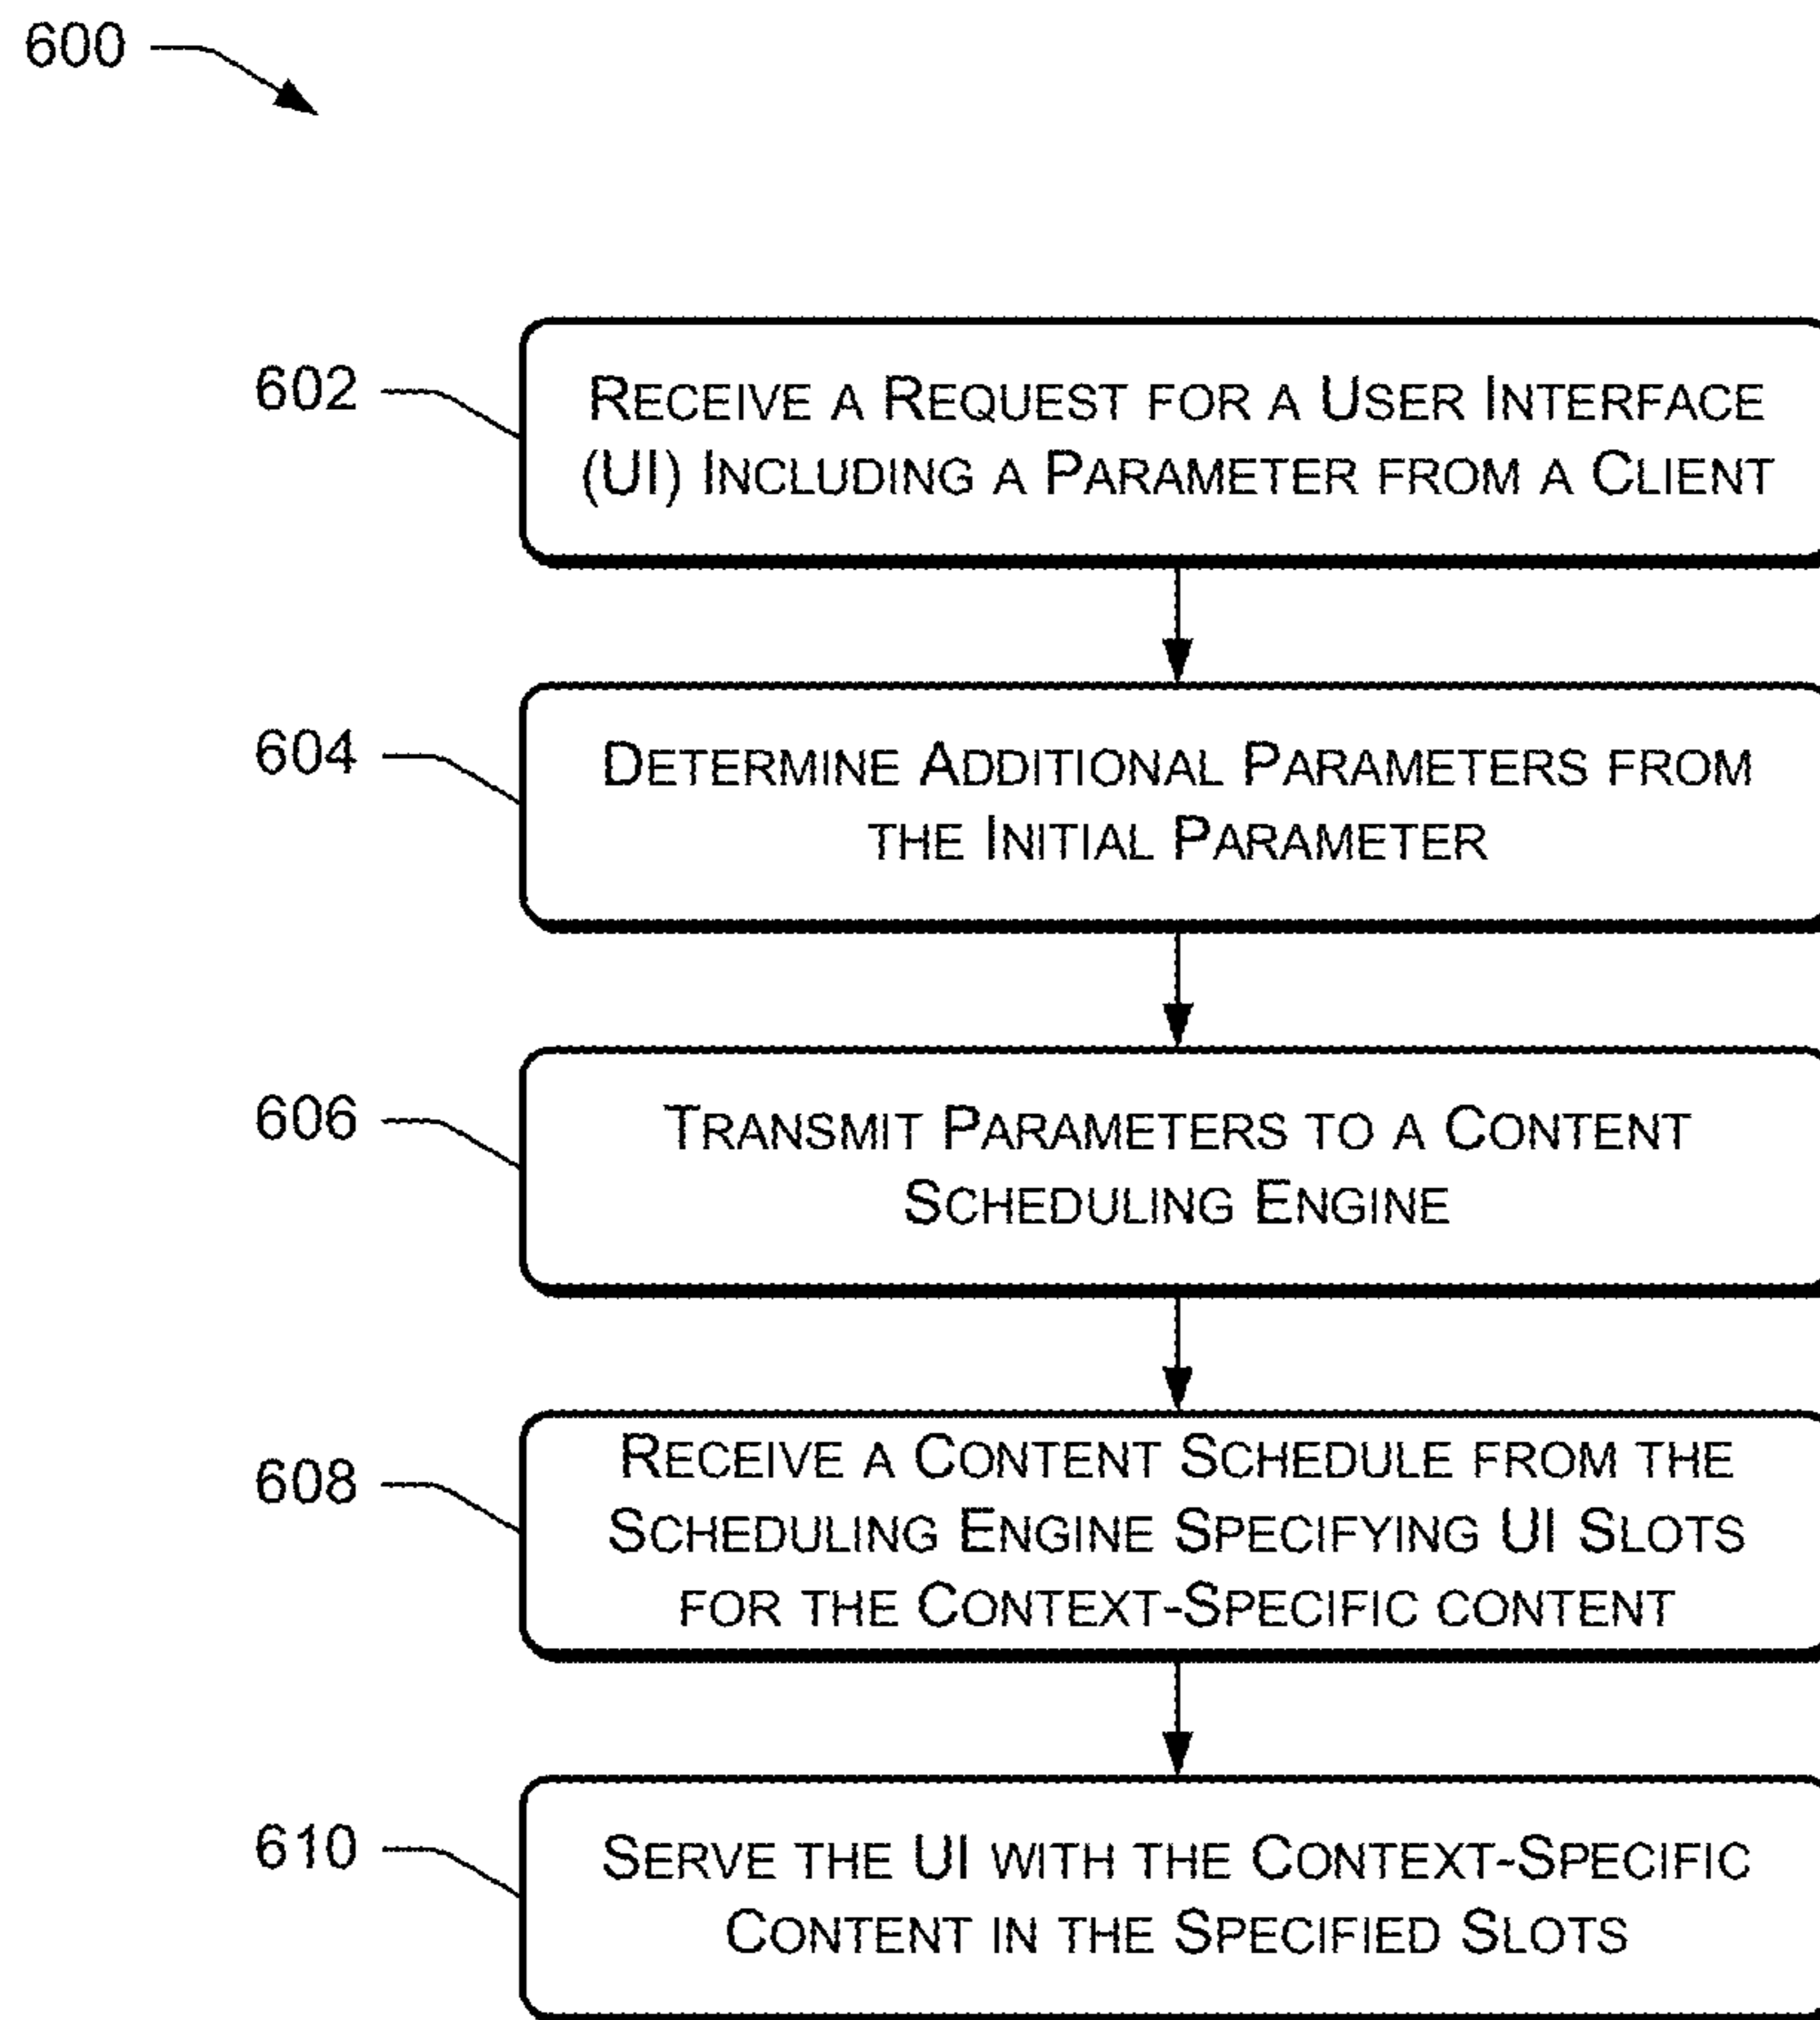 600
602
RECEIVE A REQUEST FOR A USER INTERFACE
(UI) INCLUDING A PARAMETER FROM A CLIENT
604
DETERMINE ADDITIONAL PARAMETERS FROM
THE INITIAL PARAMETER
606
TRANSMIT PARAMETERS TO A CONTENT
SCHEDULING ENGINE
608
RECEIVE A CONTENT SCHEDULE FROM THE
SCHEDULING ENGINE SPECIFYING UI SLOTS
FOR THE CONTEXT-SPECIFIC CONTENT
610
SERVE THE UI WITH THE CONTEXT-SPECIFIC
CONTENT IN THE SPECIFIED SLOTS